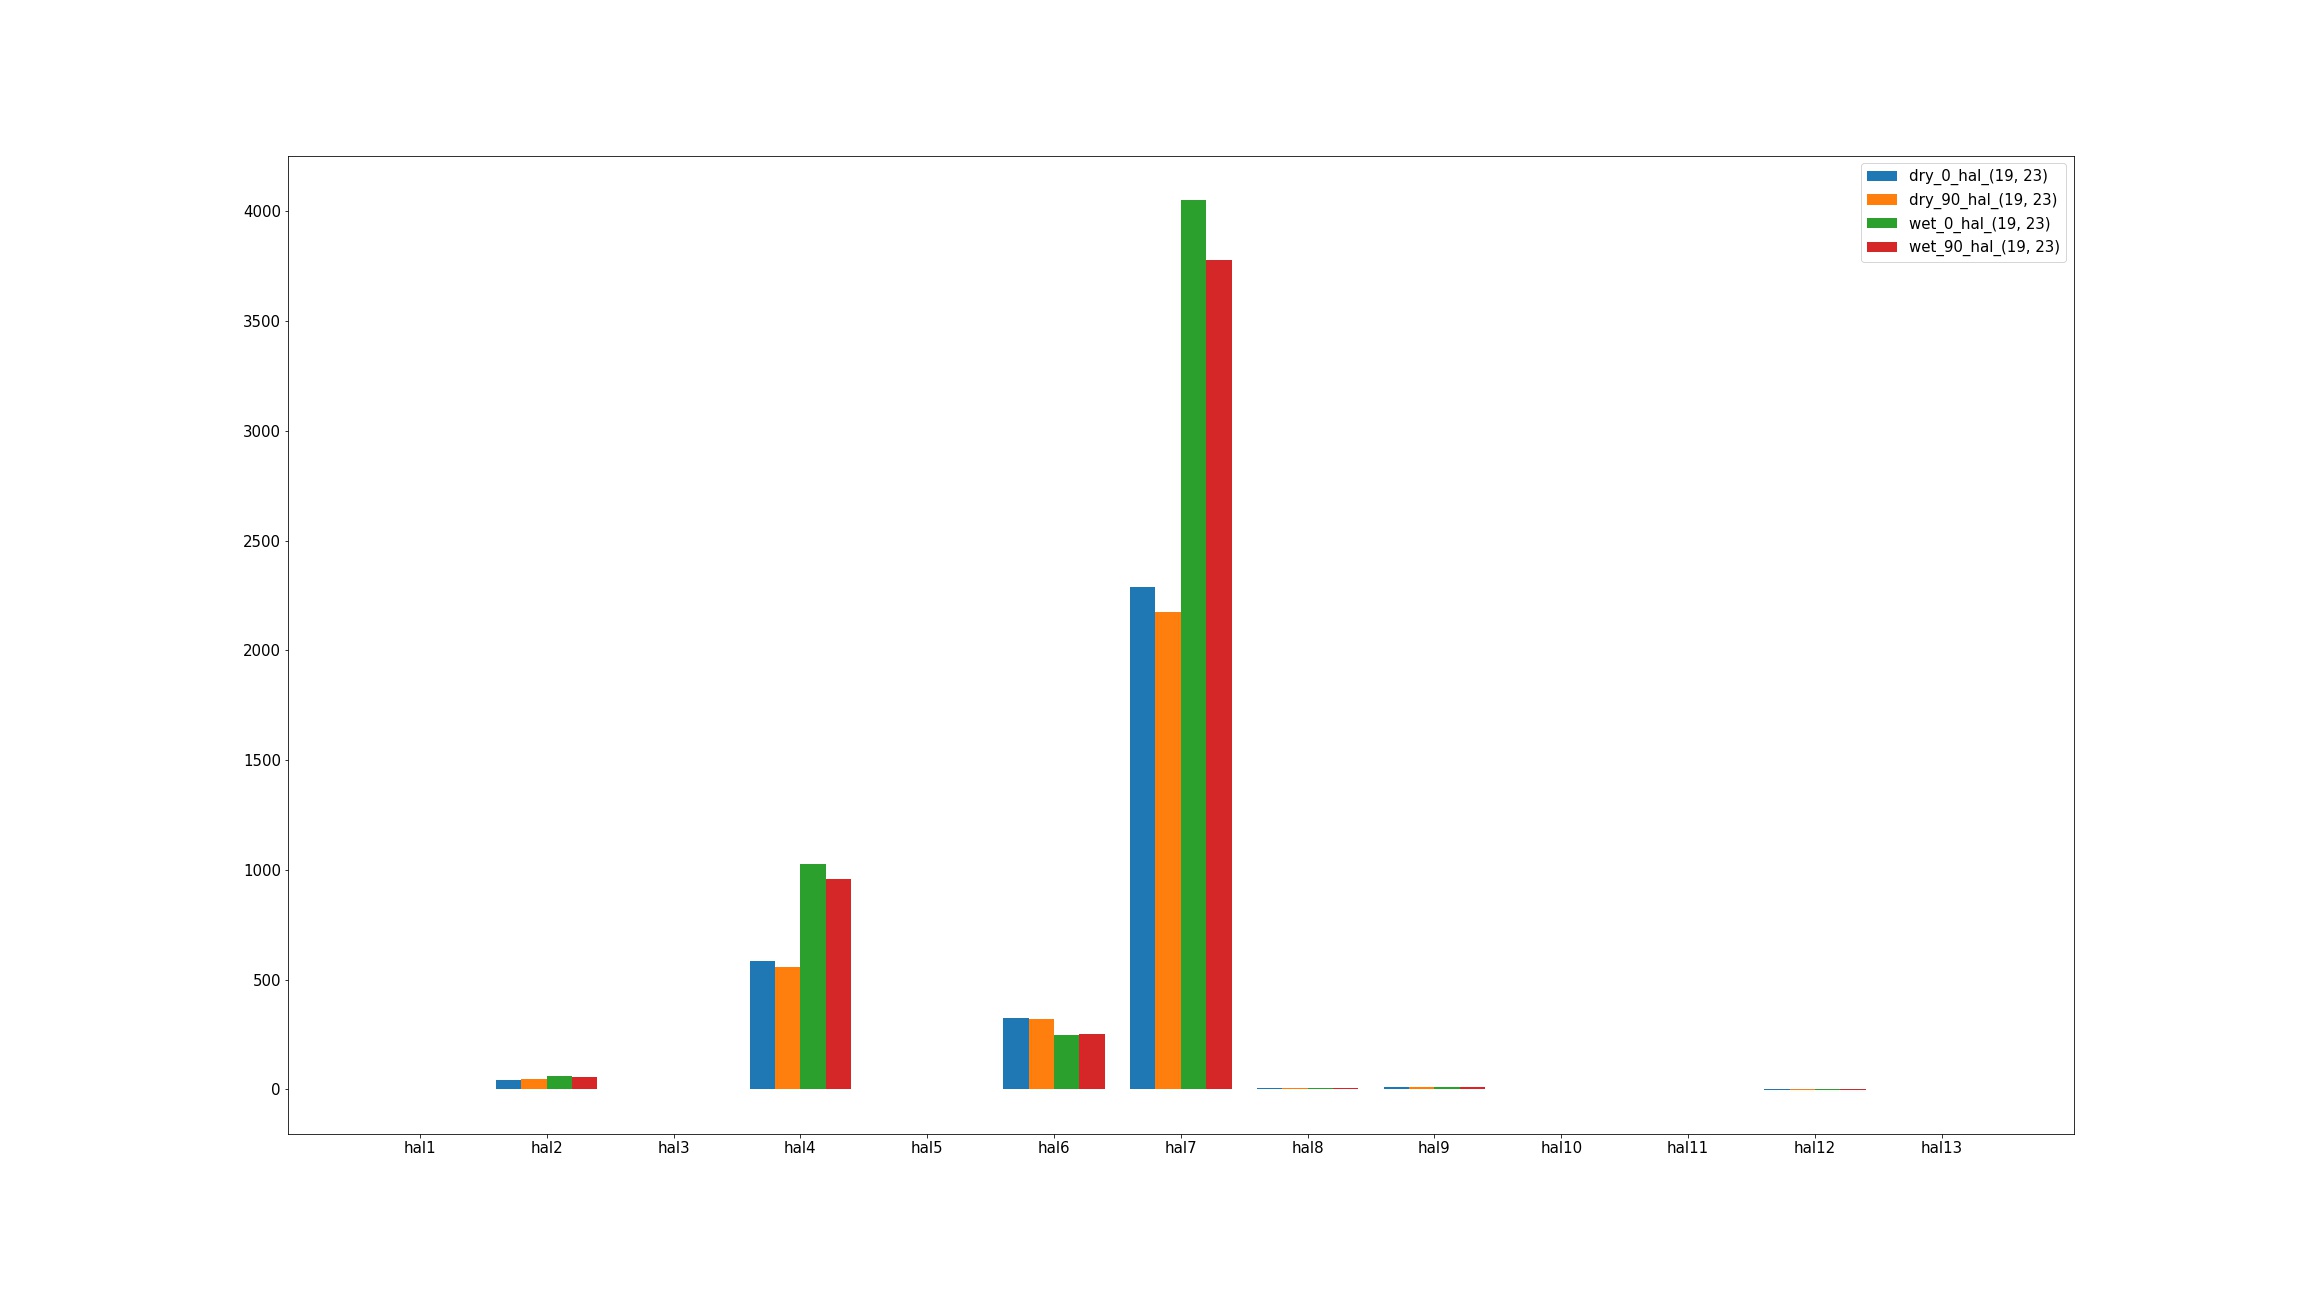 dry_0_hal_(19, 23)
dry_90_hal_(19, 23)
wet_0_hal_(19, 23)
wet_90_hal_(19, 23)
4000
3500
3000
2500
2000
1500
1000
500
0
hal1 hal2 hal3 hal4 hal5 hal6 hal7 hal8 hal9 hal10 hal11 hal12 hal13